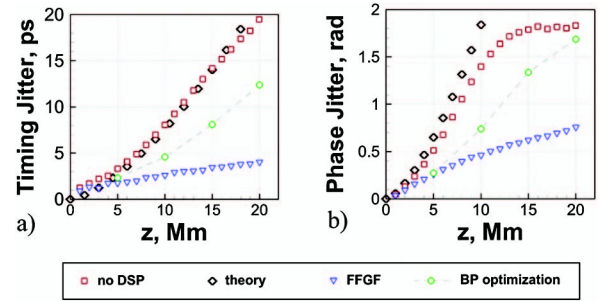 a)
Timing Jitter, ps
20
15
10
5
0
0 5 10 15 20
z, Mm
b)
Phase Jitter, rad
2
1.5
1
0.5
0
0 5 10 15 20
z, Mm
no DSP theory FFGF BP optimization